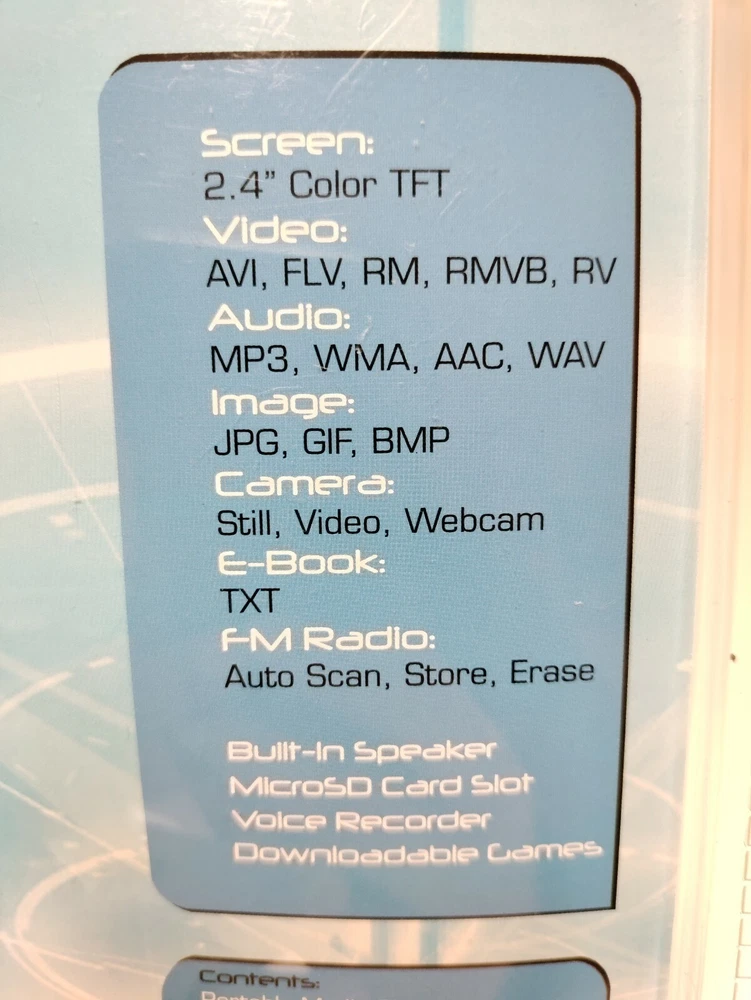 Screen:
2.4” Color TFT
Video:
AVI, FLV, RM, RMVB, RV
Audio:
MP3, WMA, AAC, WAV
Image:
JPG, GIF, BMP
Camera:
Still, Video, Webcam
E-Book:
TXT
FM Radio:
Auto Scan, Store, Erase
Built-In Speaker
MicroSD Card Slot
Voice Recorder
Downloadable Games
Contents: